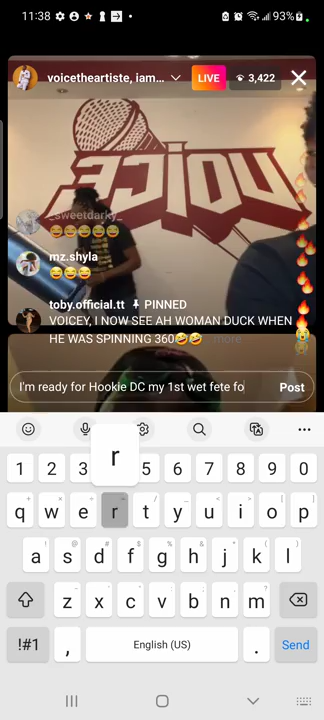 11:38
93%
voicetheartiste, iam...
LIVE
3,422
VOICE
_sweetdarky_
😂😂😂😂😂
mz.shyla
😂😂😂
toby.official.tt PINNED
VOICEY, I NOW SEE AH WOMAN DUCK WHEN
HE WAS SPINNING 360🤣🤣 ... more
I'm ready for Hookie DC my 1st wet fete fo
Post
r
1 2 3 5 6 7 8 9 0
q w e r t y u i o p
a s d f g h j k l
z x c v b n m
!#1 , English (US) . Send